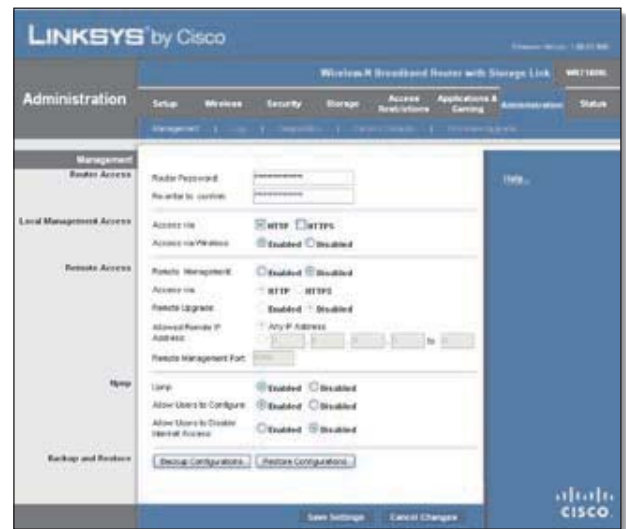 LINKSYS® by Cisco
Wireless-N Broadband Router with Storage Link
Administration
Setup Wireless Security Storage Access Restrictions Applications & Gaming Administration Status
Management
Management
Router Access
Router Password:
Re-enter to confirm:
Local Management Access
Access via HTTP HTTPS
Access via Wireless Enabled Disabled
Remote Access
Remote Management: Enabled Disabled
Access via: HTTP HTTPS
Remote Upgrade: Enabled Disabled
Allowed Remote IP Address: Any IP Address
to
Remote Management Port:
Upnp
Upnp: Enabled Disabled
Allow Users to Configure: Enabled Disabled
Allow Users to Disable Internet Access: Enabled Disabled
Backup and Restore
Backup Configurations Restore Configurations
Help...
Save Settings Cancel Changes
CISCO